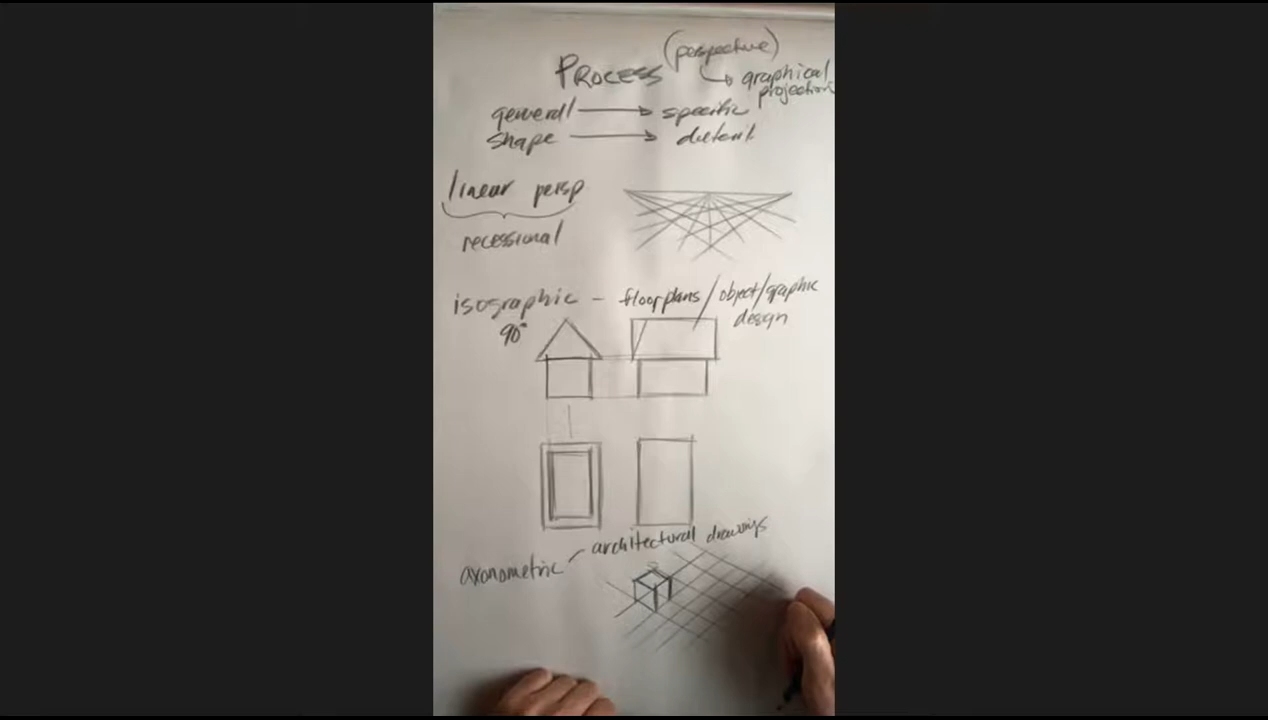 (perspective)
PROCESS
graphical
projections
general → specific
shape → detail
linear persp
recessional
isographic - floorplans / object/graphic
design
90°
architectural drawings
axonometric